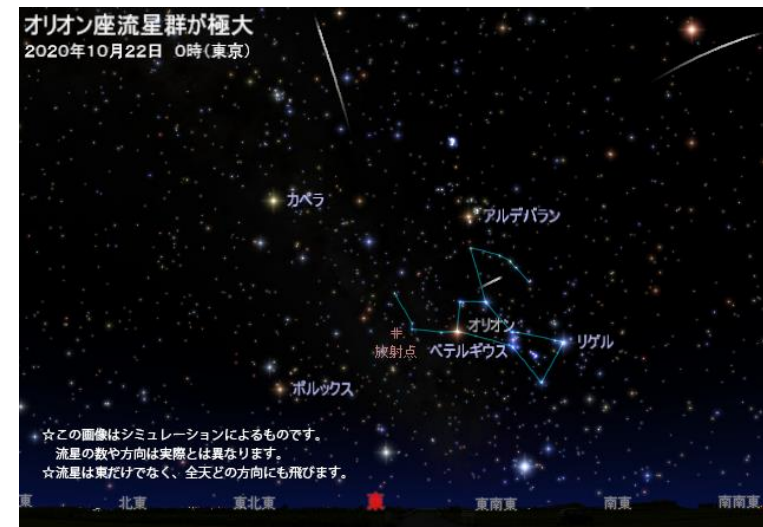 オリオン座流星群が極大
2020年10月22日　0時(東京)
カペラ
アルデバラン
オリオン
放射点
ベテルギウス
リゲル
ポルックス
☆この画像はシミュレーションによるものです。
流星の数や方向は実際とは異なります。
☆流星は東だけでなく、全天どの方向にも飛びます。
東
北東
東北東
東
東南東
南東
南南東